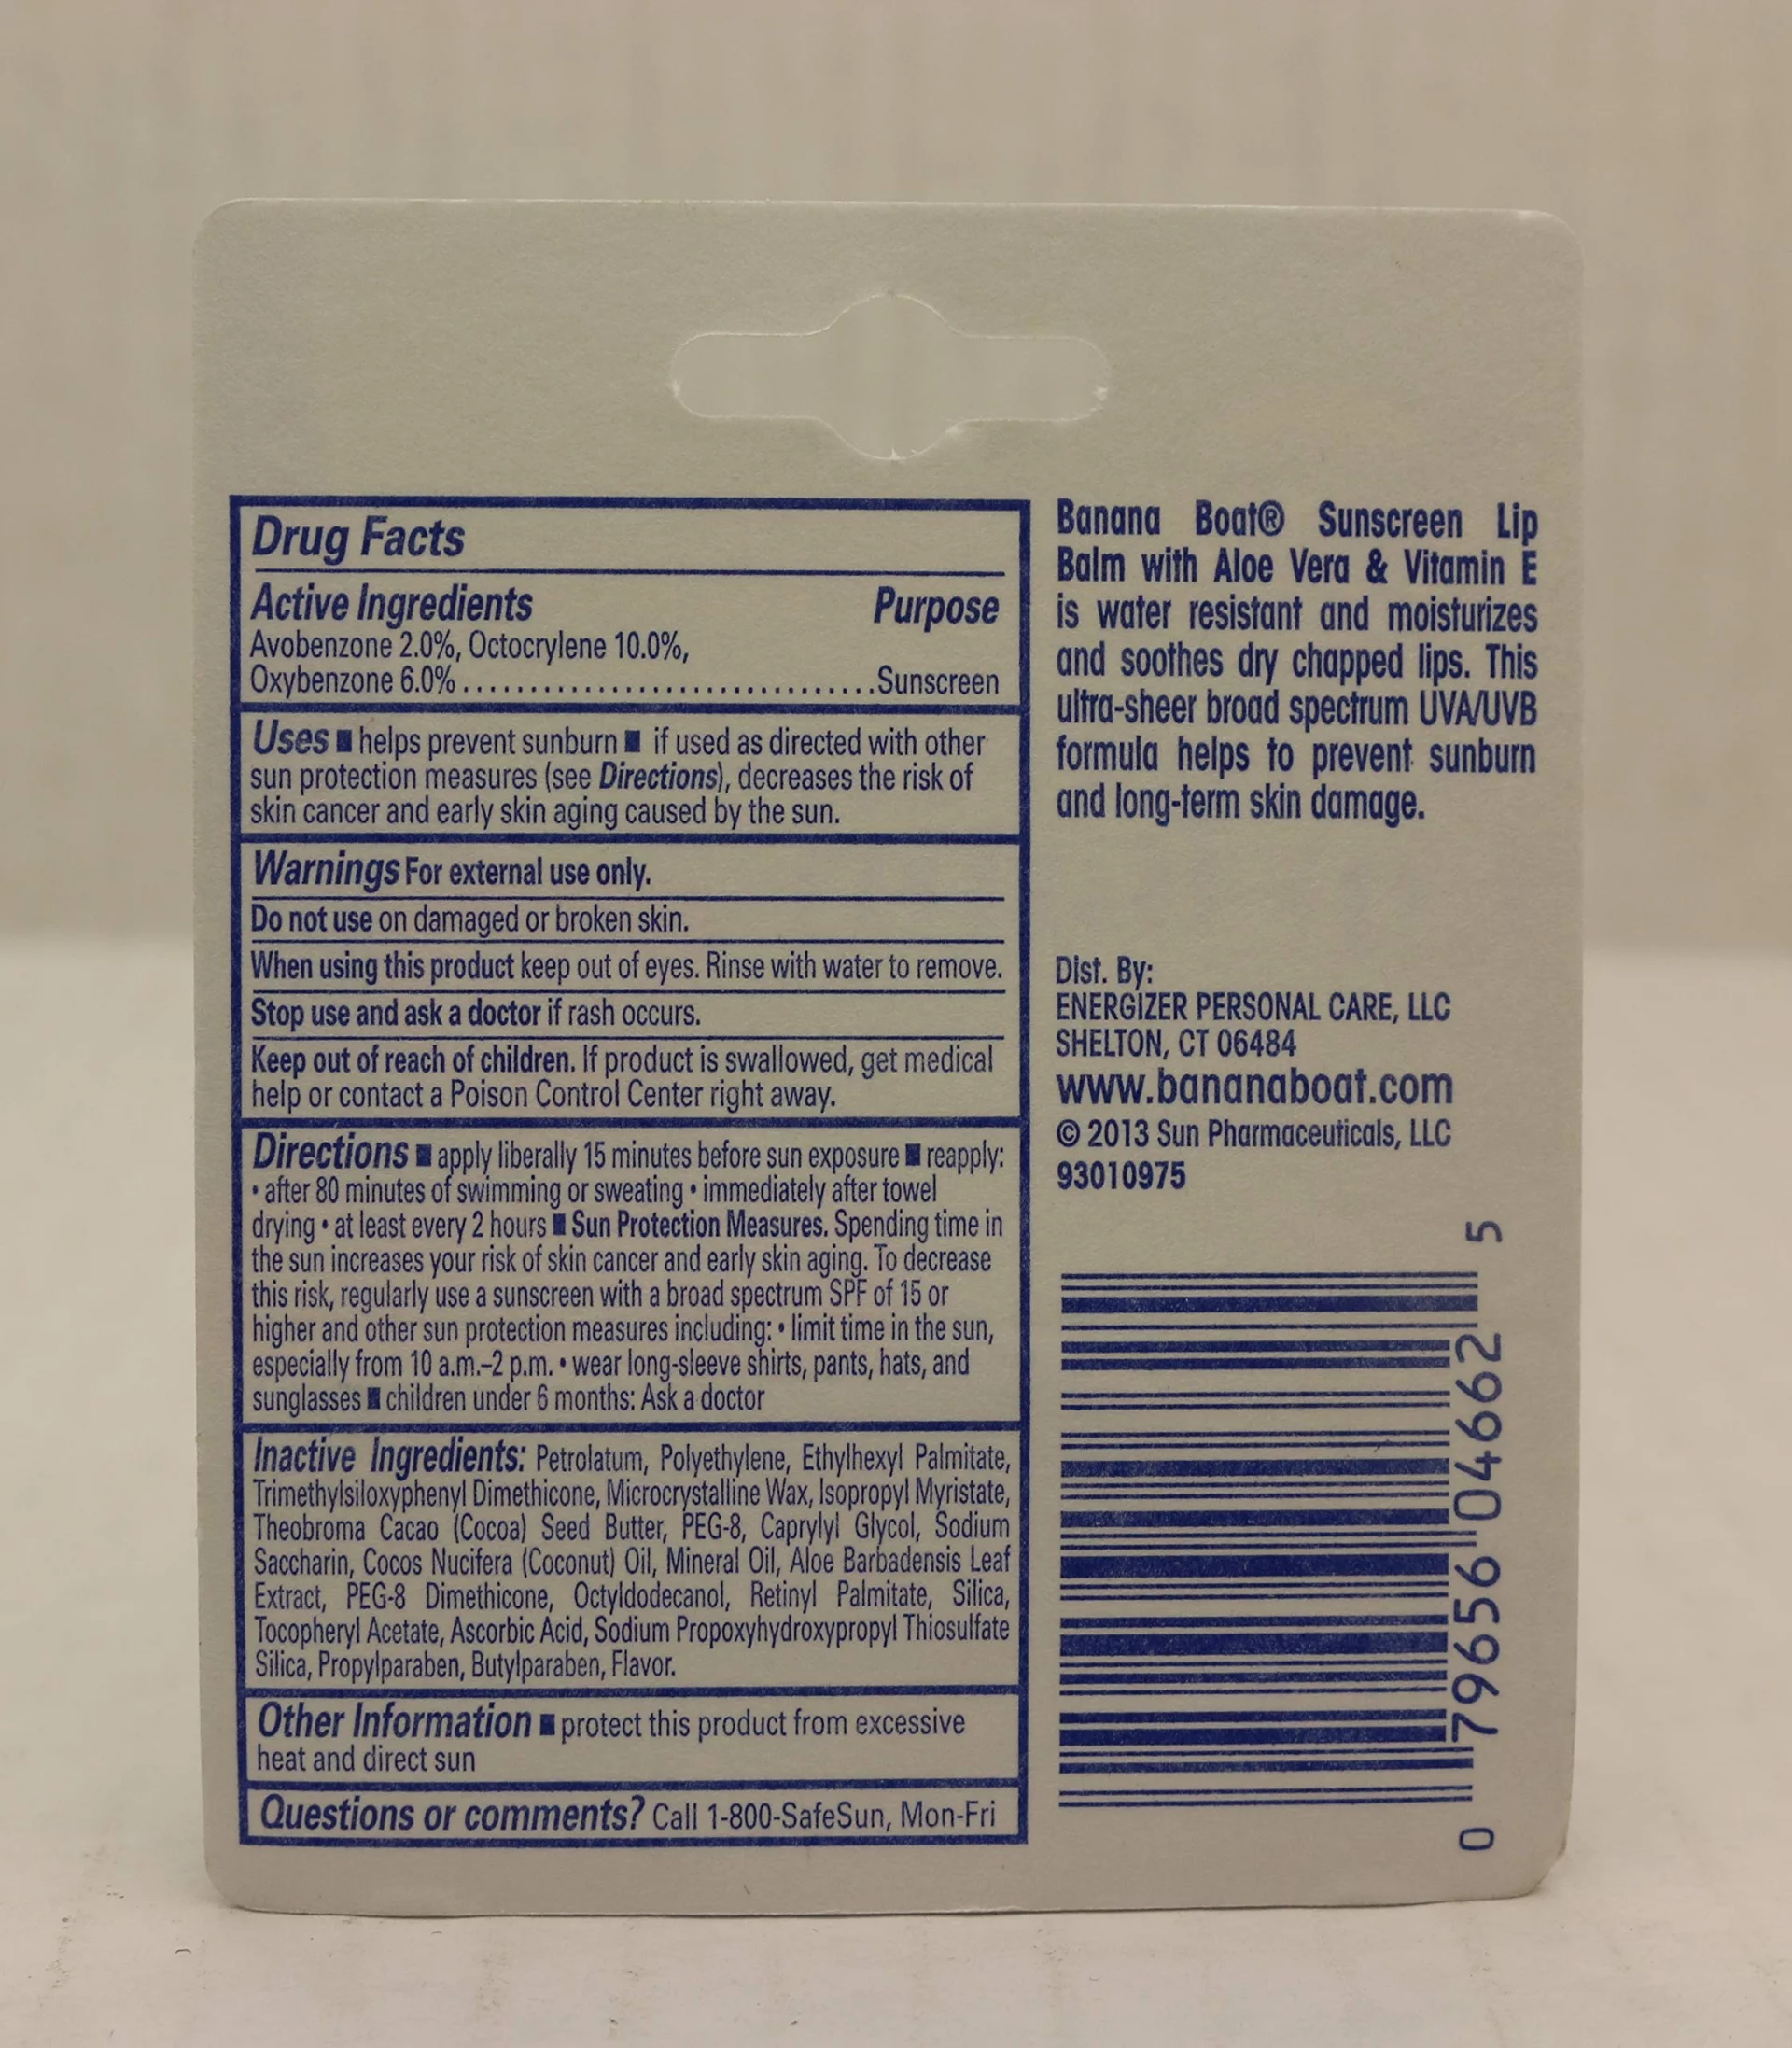 Drug Facts
Active Ingredients Purpose
Avobenzone 2.0%, Octocrylene 10.0%,
Oxybenzone 6.0%................................Sunscreen
Uses ■ helps prevent sunburn ■ if used as directed with other
sun protection measures (see Directions), decreases the risk of
skin cancer and early skin aging caused by the sun.
Warnings For external use only.
Do not use on damaged or broken skin.
When using this product keep out of eyes. Rinse with water to remove.
Stop use and ask a doctor if rash occurs.
Keep out of reach of children. If product is swallowed, get medical
help or contact a Poison Control Center right away.
Directions ■ apply liberally 15 minutes before sun exposure ■ reapply:
• after 80 minutes of swimming or sweating • immediately after towel
drying • at least every 2 hours ■ Sun Protection Measures. Spending time in
the sun increases your risk of skin cancer and early skin aging. To decrease
this risk, regularly use a sunscreen with a broad spectrum SPF of 15 or
higher and other sun protection measures including: • limit time in the sun,
especially from 10 a.m.–2 p.m. • wear long-sleeve shirts, pants, hats, and
sunglasses ■ children under 6 months: Ask a doctor
Inactive Ingredients: Petrolatum, Polyethylene, Ethylhexyl Palmitate,
Trimethylsiloxyphenyl Dimethicone, Microcrystalline Wax, Isopropyl Myristate,
Theobroma Cacao (Cocoa) Seed Butter, PEG-8, Caprylyl Glycol, Sodium
Saccharin, Cocos Nucifera (Coconut) Oil, Mineral Oil, Aloe Barbadensis Leaf
Extract, PEG-8 Dimethicone, Octyldodecanol, Retinyl Palmitate, Silica,
Tocopheryl Acetate, Ascorbic Acid, Sodium Propoxyhydroxypropyl Thiosulfate
Silica, Propylparaben, Butylparaben, Flavor.
Other Information ■ protect this product from excessive
heat and direct sun
Questions or comments? Call 1-800-SafeSun, Mon-Fri
Banana Boat® Sunscreen Lip
Balm with Aloe Vera & Vitamin E
is water resistant and moisturizes
and soothes dry chapped lips. This
ultra-sheer broad spectrum UVA/UVB
formula helps to prevent sunburn
and long-term skin damage.
Dist. By:
ENERGIZER PERSONAL CARE, LLC
SHELTON, CT 06484
www.bananaboat.com
© 2013 Sun Pharmaceuticals, LLC
93010975
0 79656 04662 5